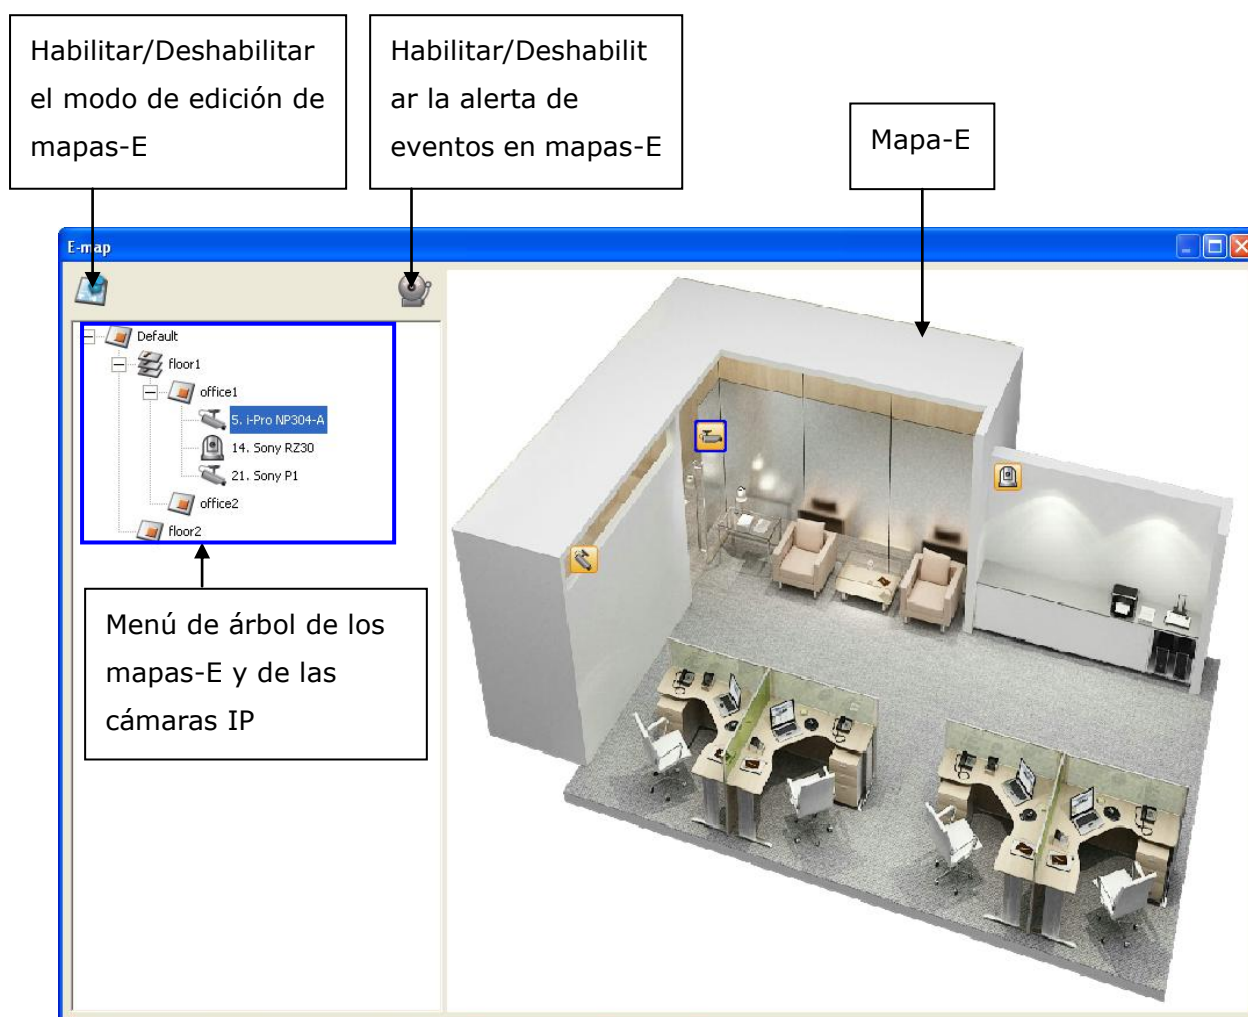 Habilitar/Deshabilitar
el modo de edición de
mapas-E
Habilitar/Deshabilit
ar la alerta de
eventos en mapas-E
Mapa-E
E-map
Default
floor1
office1
5. i-Pro NP304-A
14. Sony RZ30
21. Sony P1
office2
floor2
Menú de árbol de los
mapas-E y de las
cámaras IP